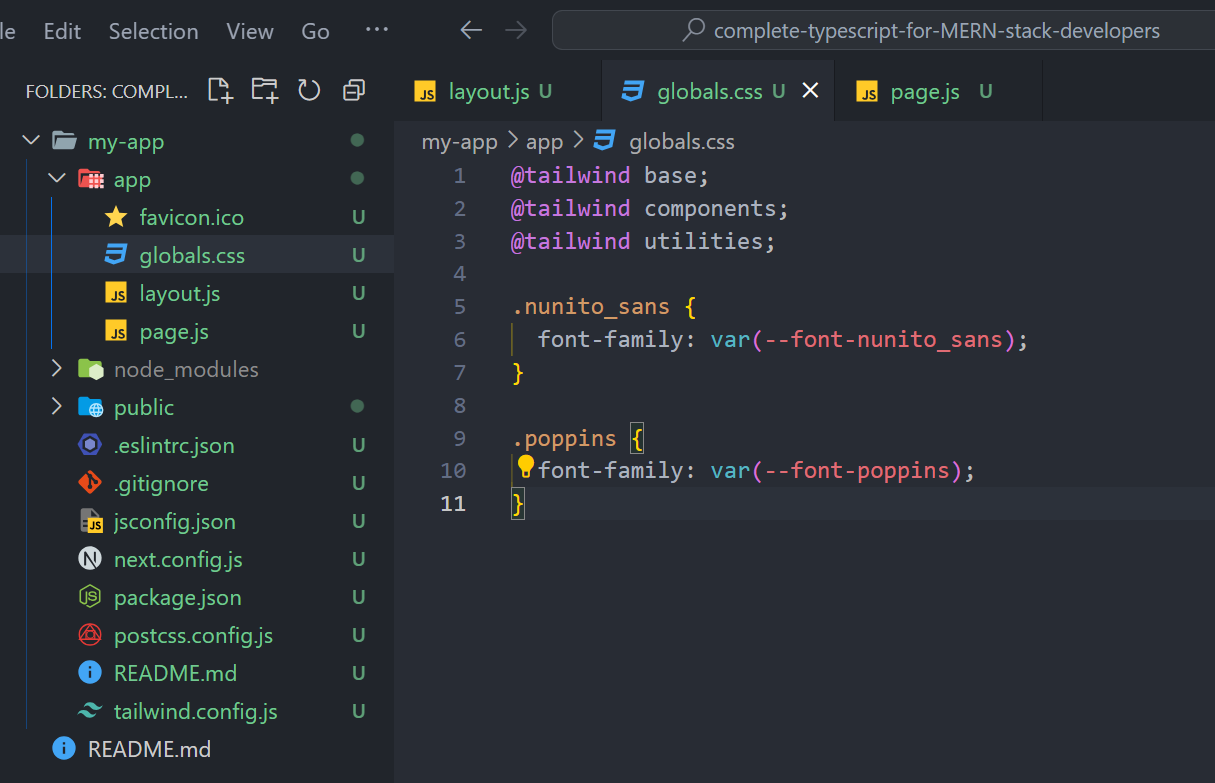 le Edit Selection View Go ··· complete-typescript-for-MERN-stack-developers
FOLDERS: COMPL...
layout.js U globals.css U page.js U
my-app
app
favicon.ico U
globals.css U
layout.js U
page.js U
node_modules
public
.eslintrc.json U
.gitignore U
jsconfig.json U
next.config.js U
package.json U
postcss.config.js U
README.md U
tailwind.config.js U
README.md
my-app > app > globals.css
1 @tailwind base;
2 @tailwind components;
3 @tailwind utilities;
4
5 .nunito_sans {
6 font-family: var(--font-nunito_sans);
7 }
8
9 .poppins {
10 font-family: var(--font-poppins);
11 }